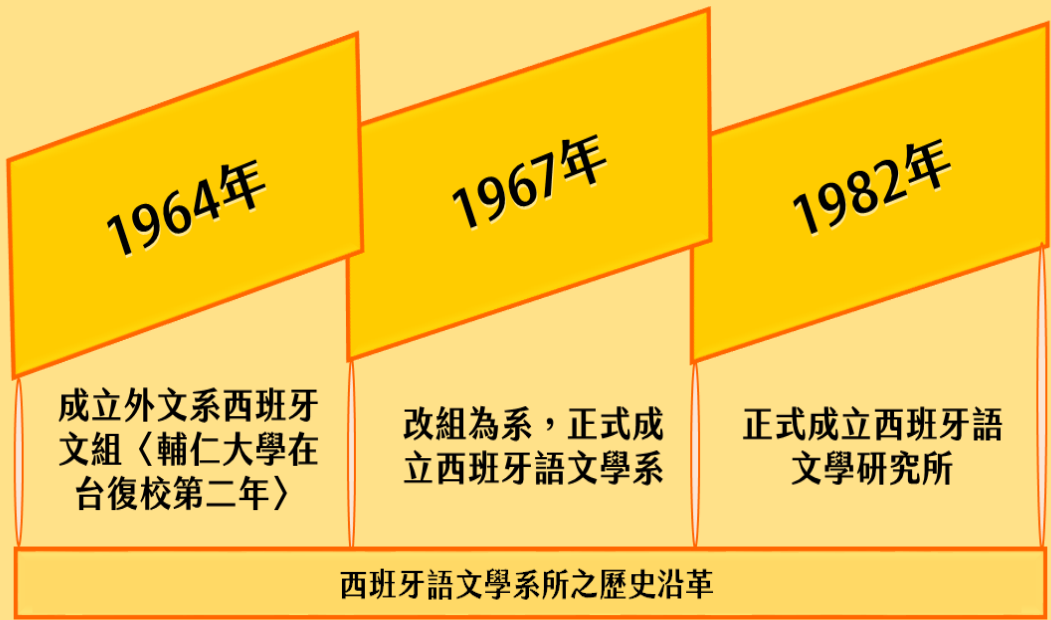 1964年
1967年
1982年
成立外文系西班牙
文組〈輔仁大學在
台復校第二年〉
改組為系，正式成
立西班牙語文學系
正式成立西班牙語
文學研究所
西班牙語文學系所之歷史沿革